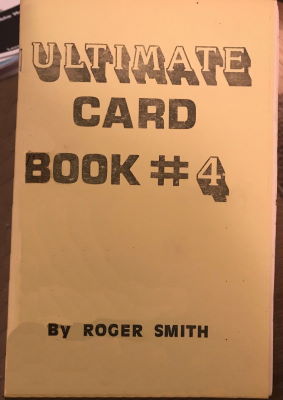 ULTIMATE
CARD
BOOK # 4
By ROGER SMITH